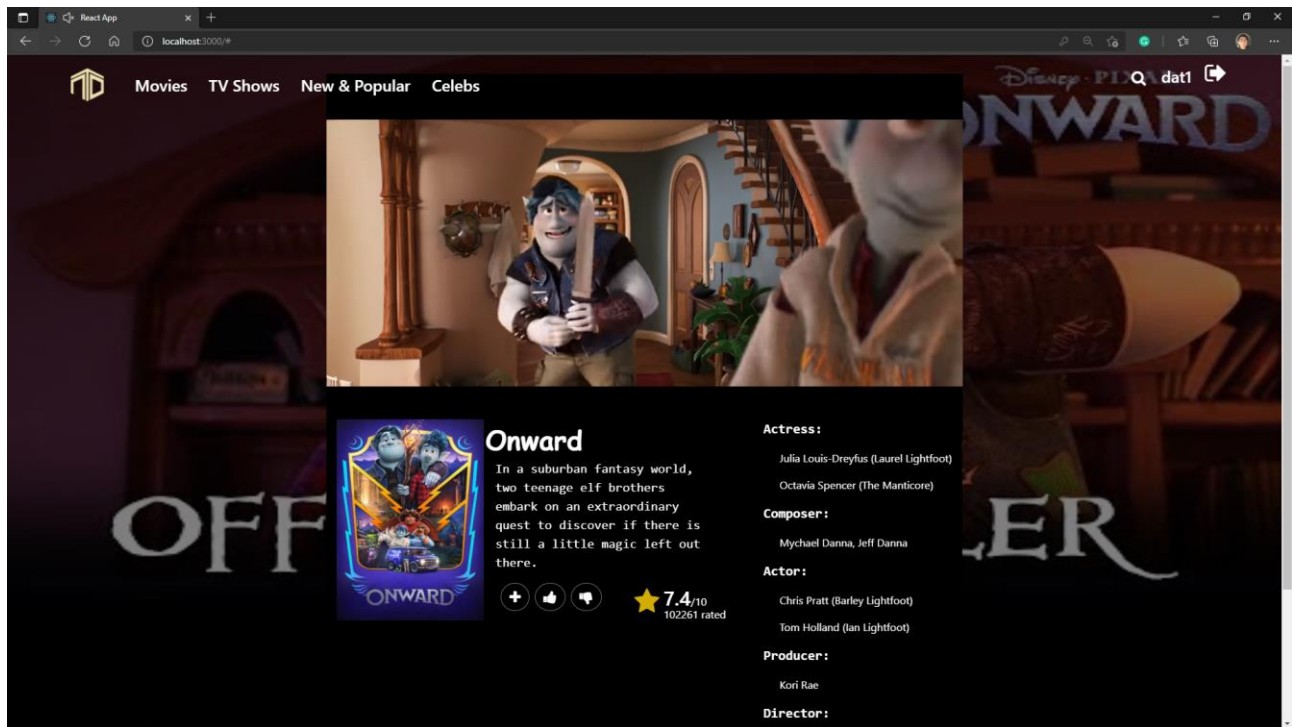 React App
localhost:3000/#
Movies TV Shows New & Popular Celebs
dat1
Disney · PIX
ONWARD
OFF
ER
ONWARD
Onward
In a suburban fantasy world,
two teenage elf brothers
embark on an extraordinary
quest to discover if there is
still a little magic left out
there.
7.4/10
102261 rated
Actress:
Julia Louis-Dreyfus (Laurel Lightfoot)
Octavia Spencer (The Manticore)
Composer:
Mychael Danna, Jeff Danna
Actor:
Chris Pratt (Barley Lightfoot)
Tom Holland (Ian Lightfoot)
Producer:
Kori Rae
Director: